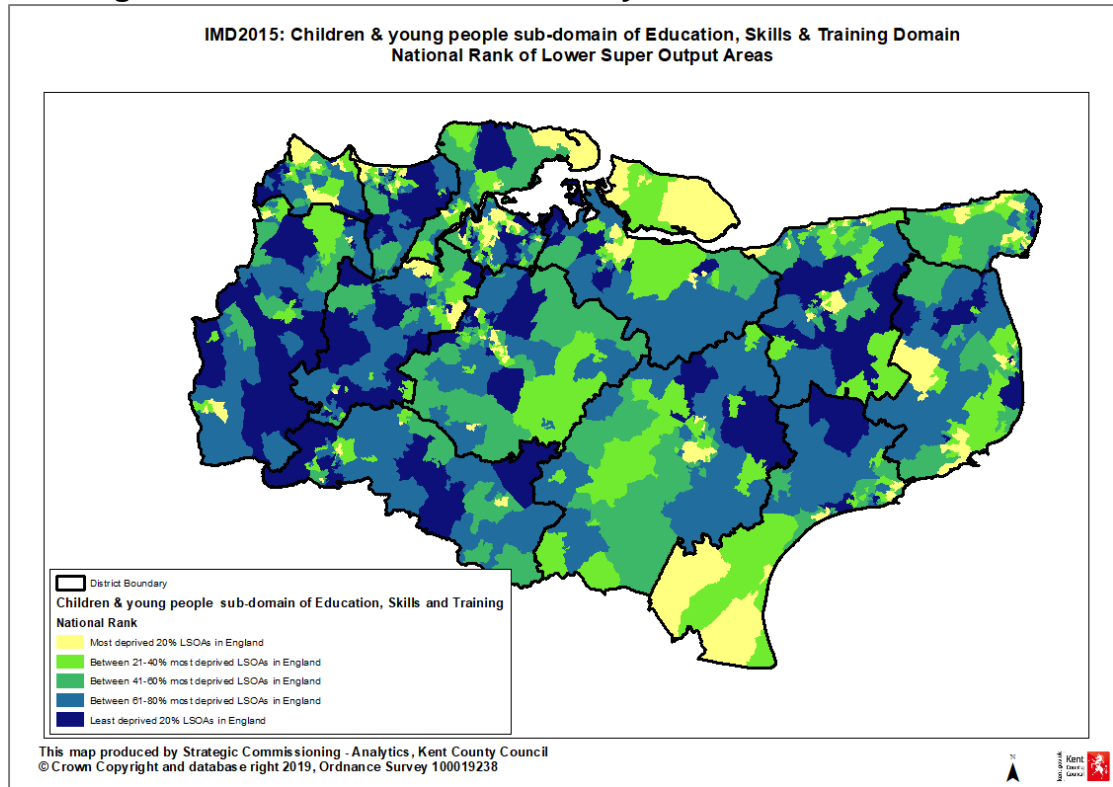 IMD2015: Children & young people sub-domain of Education, Skills & Training Domain
National Rank of Lower Super Output Areas
District Boundary
Children & young people sub-domain of Education, Skills and Training
National Rank
Most deprived 20% LSOAs in England
Between 21-40% most deprived LSOAs in England
Between 41-60% most deprived LSOAs in England
Between 61-80% most deprived LSOAs in England
Least deprived 20% LSOAs in England
This map produced by Strategic Commissioning - Analytics, Kent County Council
© Crown Copyright and database right 2019, Ordnance Survey 100019238
N
kent.gov.uk
Kent
County
Council